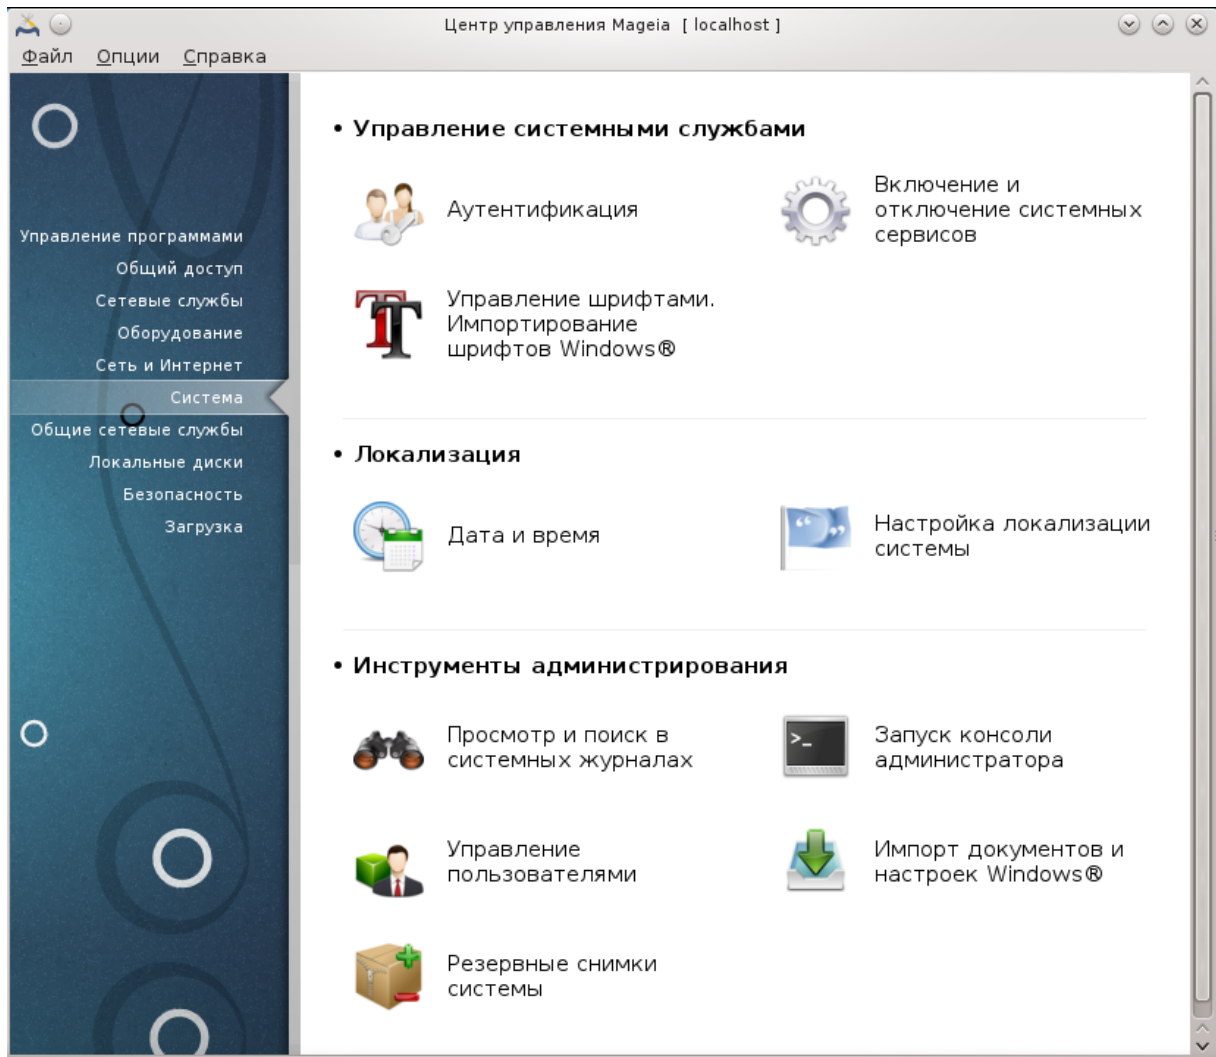 Центр управления Mageia [ localhost ]
Файл Опции Справка
Управление программами
Общий доступ
Сетевые службы
Оборудование
Сеть и Интернет
Система
Общие сетевые службы
Локальные диски
Безопасность
Загрузка
• Управление системными службами
Аутентификация
Включение и
отключение системных
сервисов
Управление шрифтами.
Импортирование
шрифтов Windows®
• Локализация
Дата и время
Настройка локализации
системы
• Инструменты администрирования
Просмотр и поиск в
системных журналах
>_
Запуск консоли
администратора
Управление
пользователями
Импорт документов и
настроек Windows®
Резервные снимки
системы